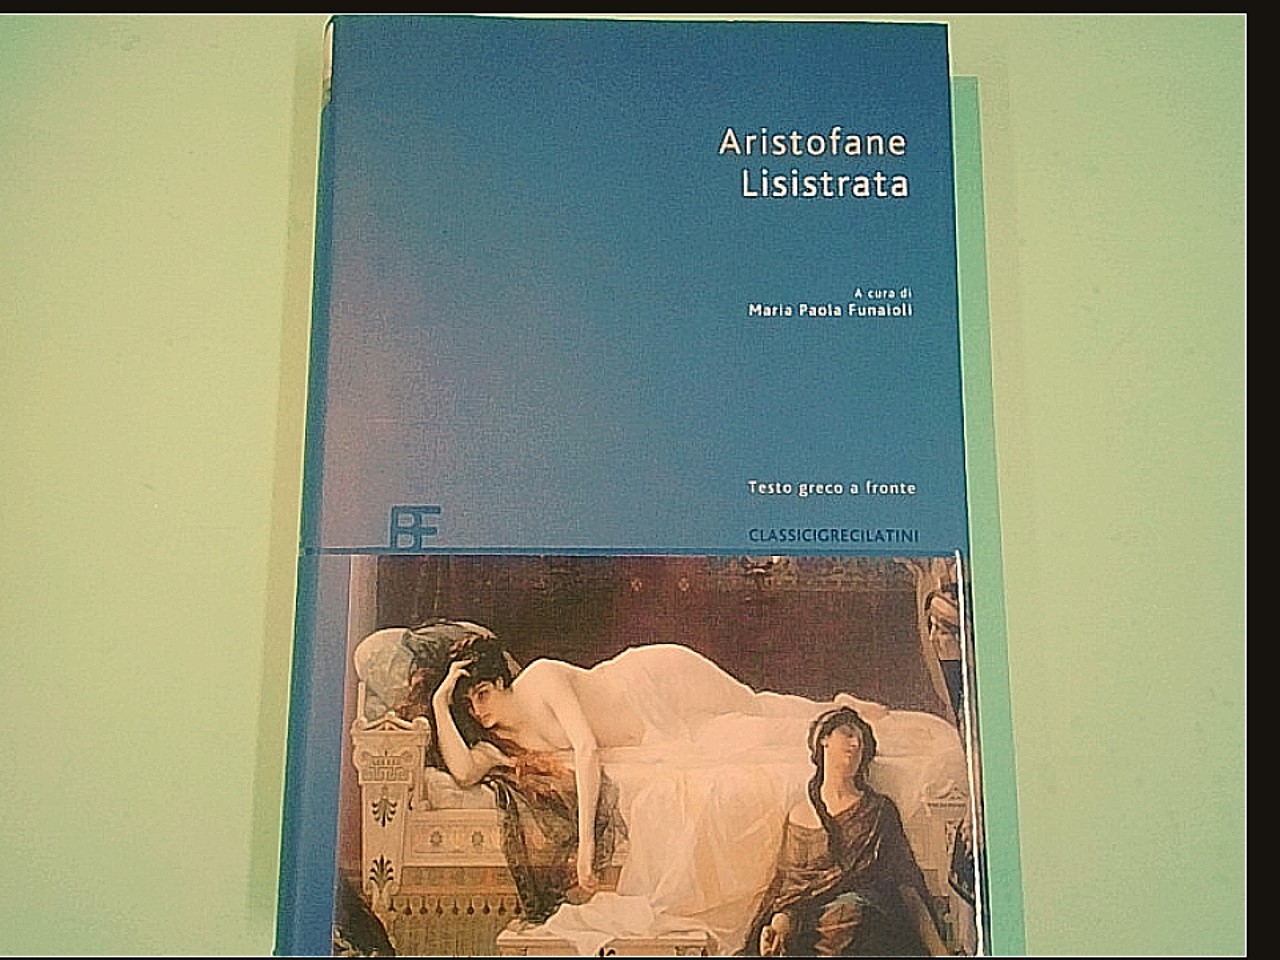 Aristofane
Lisistrata
A cura di
Maria Paola Funaioli
Testo greco a fronte
BF
CLASSICIGRECILATINI